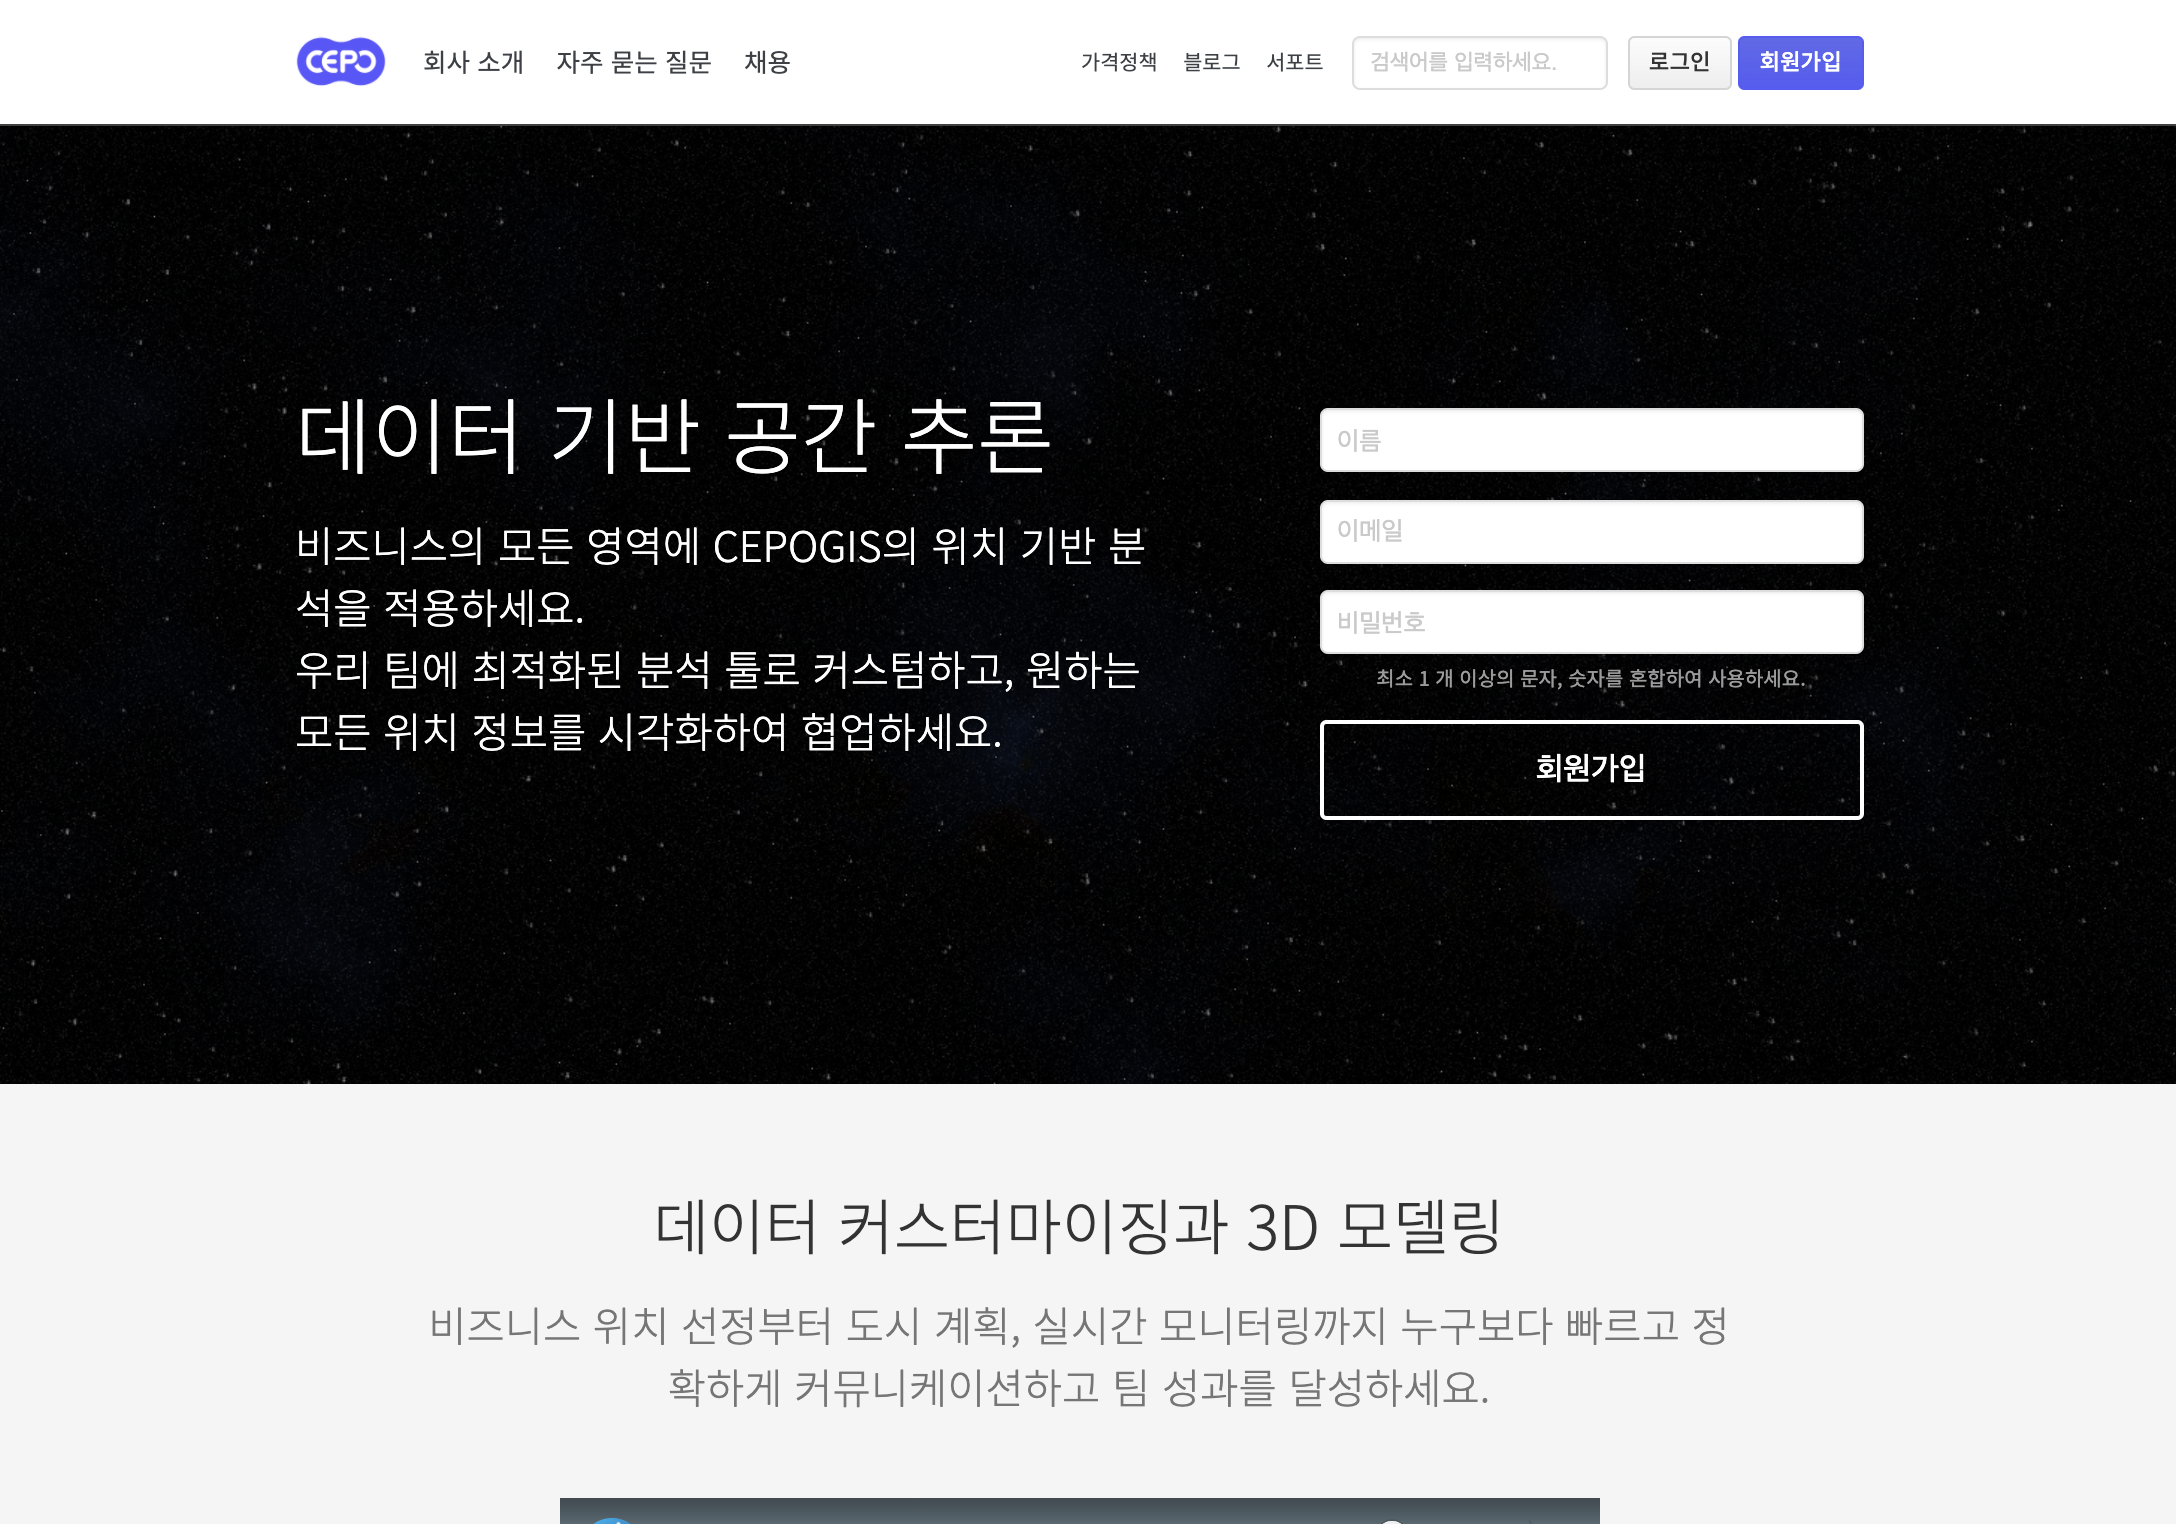 CEPO
회사 소개 자주 묻는 질문 채용 가격정책 블로그 서포트 검색어를 입력하세요. 로그인 회원가입
데이터 기반 공간 추론
비즈니스의 모든 영역에 CEPOGIS의 위치 기반 분
석을 적용하세요.
우리 팀에 최적화된 분석 툴로 커스텀하고, 원하는
모든 위치 정보를 시각화하여 협업하세요.
이름
이메일
비밀번호
최소 1 개 이상의 문자, 숫자를 혼합하여 사용하세요.
회원가입
데이터 커스터마이징과 3D 모델링
비즈니스 위치 선정부터 도시 계획, 실시간 모니터링까지 누구보다 빠르고 정
확하게 커뮤니케이션하고 팀 성과를 달성하세요.